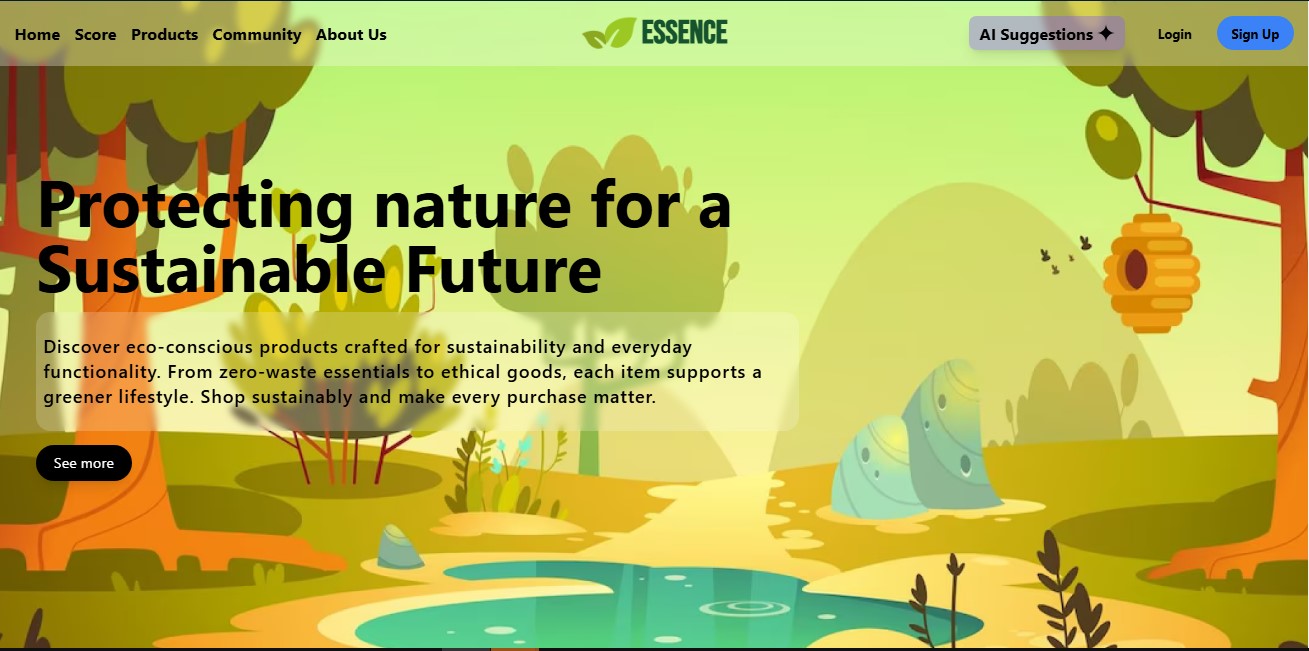 Home Score Products Community About Us ESSENCE AI Suggestions ✦ Login Sign Up
Protecting nature for a
Sustainable Future
Discover eco-conscious products crafted for sustainability and everyday
functionality. From zero-waste essentials to ethical goods, each item supports a
greener lifestyle. Shop sustainably and make every purchase matter.
See more